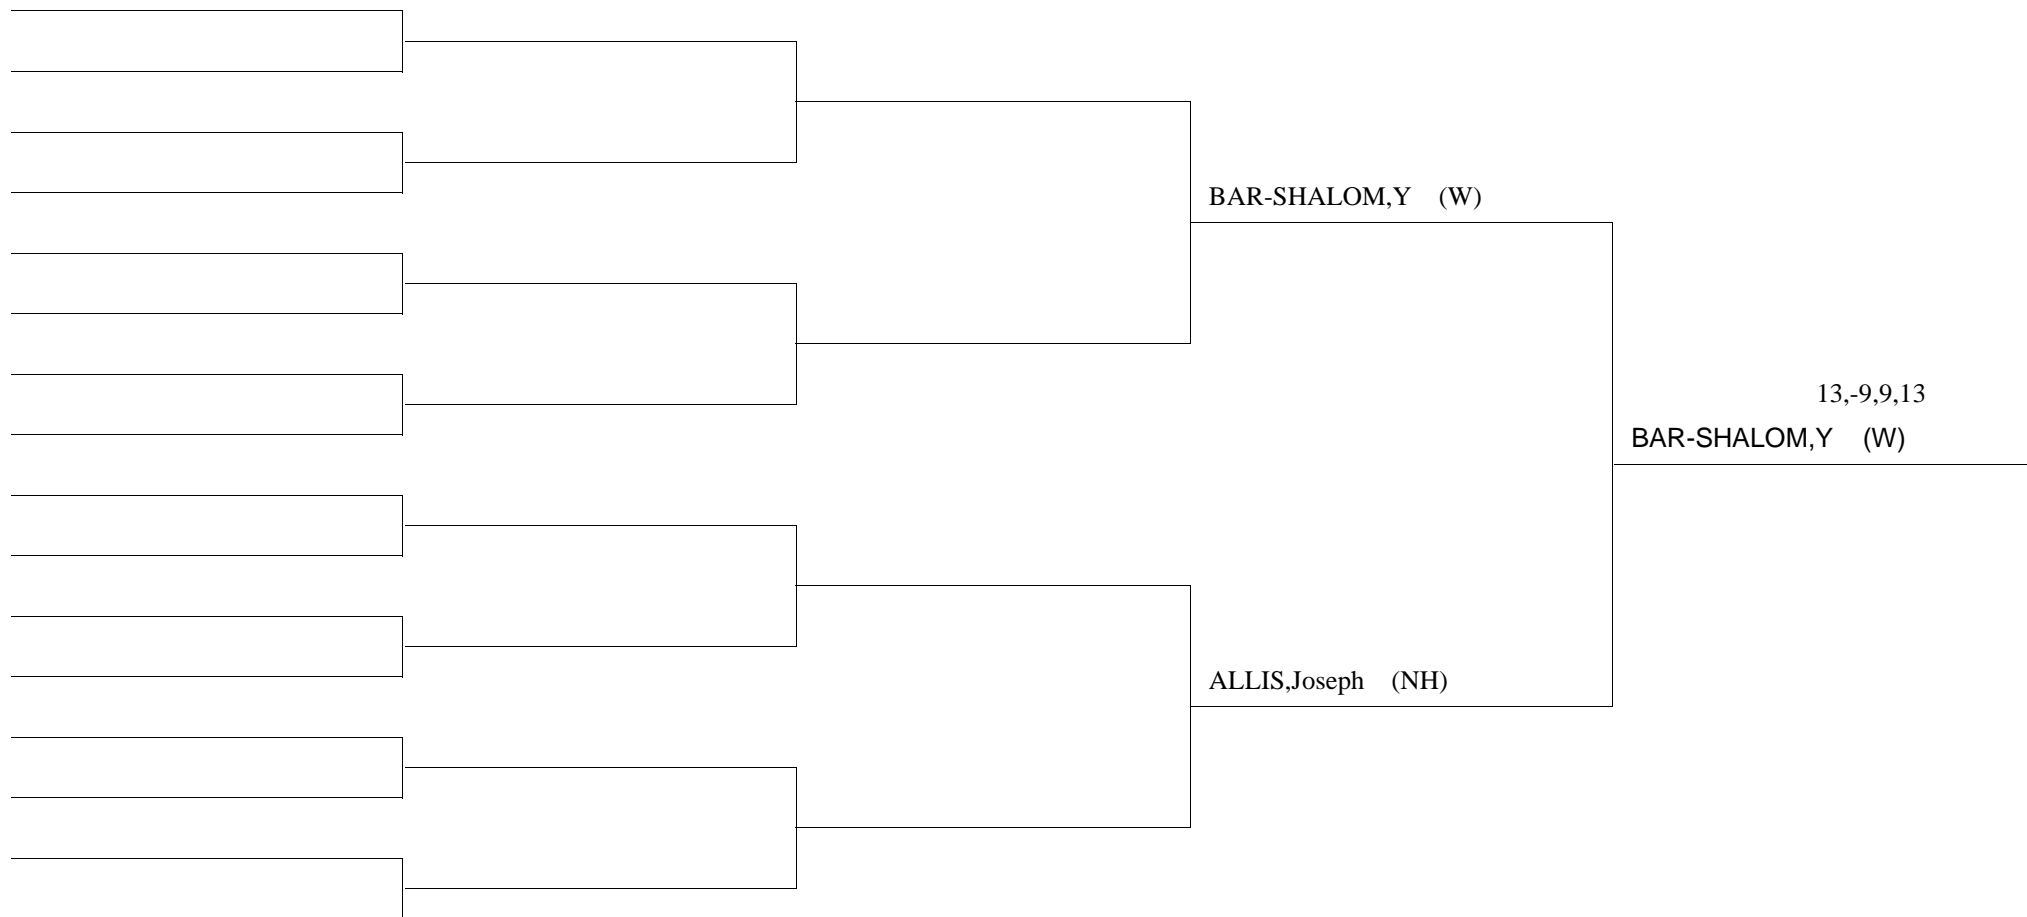 BAR-SHALOM,Y (W)
13,-9,9,13
BAR-SHALOM,Y (W)
ALLIS,Joseph (NH)